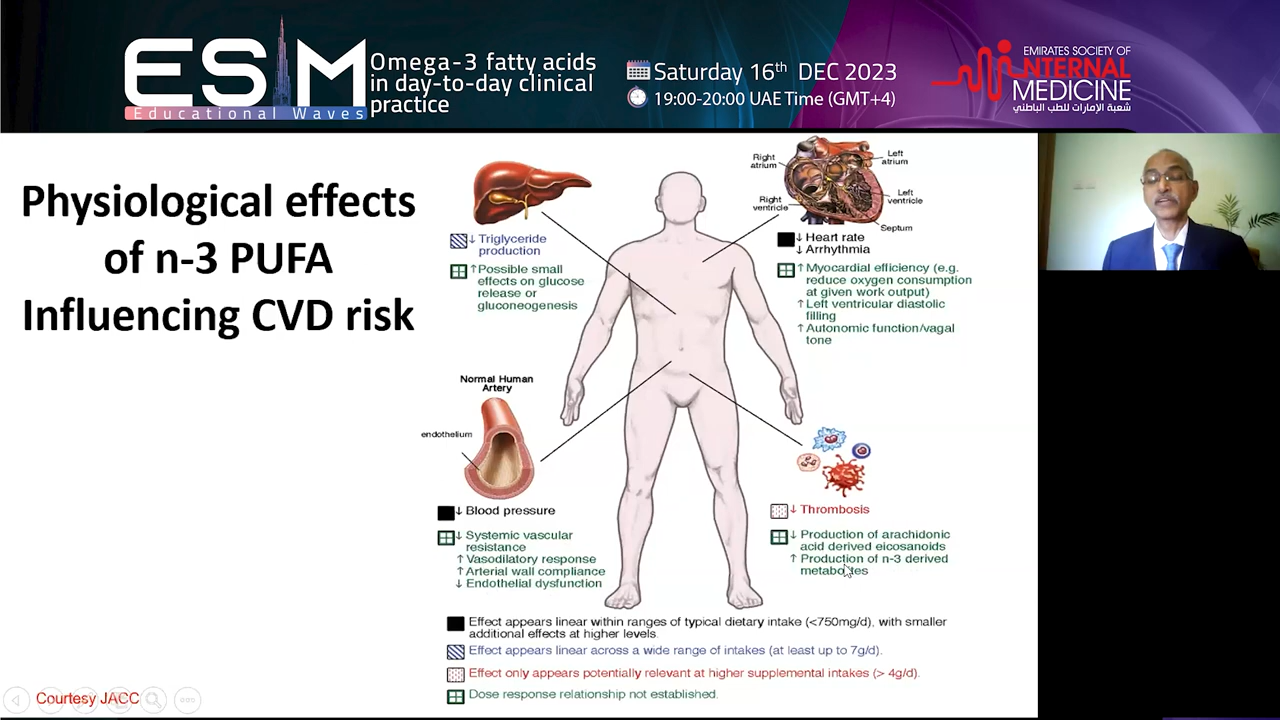 ESIM
Educational Waves
Omega-3 fatty acids
in day-to-day clinical
practice
Saturday 16th DEC 2023
19:00-20:00 UAE Time (GMT+4)
EMIRATES SOCIETY OF
INTERNAL
MEDICINE
شعبة الإمارات للطب الباطني
Physiological effects
of n-3 PUFA
Influencing CVD risk
↓ Triglyceride
production
↑ Possible small
effects on glucose
release or
gluconeogenesis
Right
atrium
Left
atrium
Right
ventricle
Left
ventricle
Septum
↓ Heart rate
↓ Arrhythmia
↑ Myocardial efficiency (e.g.
reduce oxygen consumption
at given work output)
↑ Left ventricular diastolic
filling
↑ Autonomic function/vagal
tone
Normal Human
Artery
endothelium
↓ Blood pressure
↓ Systemic vascular
resistance
↑ Vasodilatory response
↑ Arterial wall compliance
↓ Endothelial dysfunction
↓ Thrombosis
↓ Production of arachidonic
acid derived eicosanoids
↑ Production of n-3 derived
metabolites
Effect appears linear within ranges of typical dietary intake (<750mg/d), with smaller
additional effects at higher levels.
Effect appears linear across a wide range of intakes (at least up to 7g/d).
Effect only appears potentially relevant at higher supplemental intakes (> 4g/d).
Dose response relationship not established.
Courtesy JACC